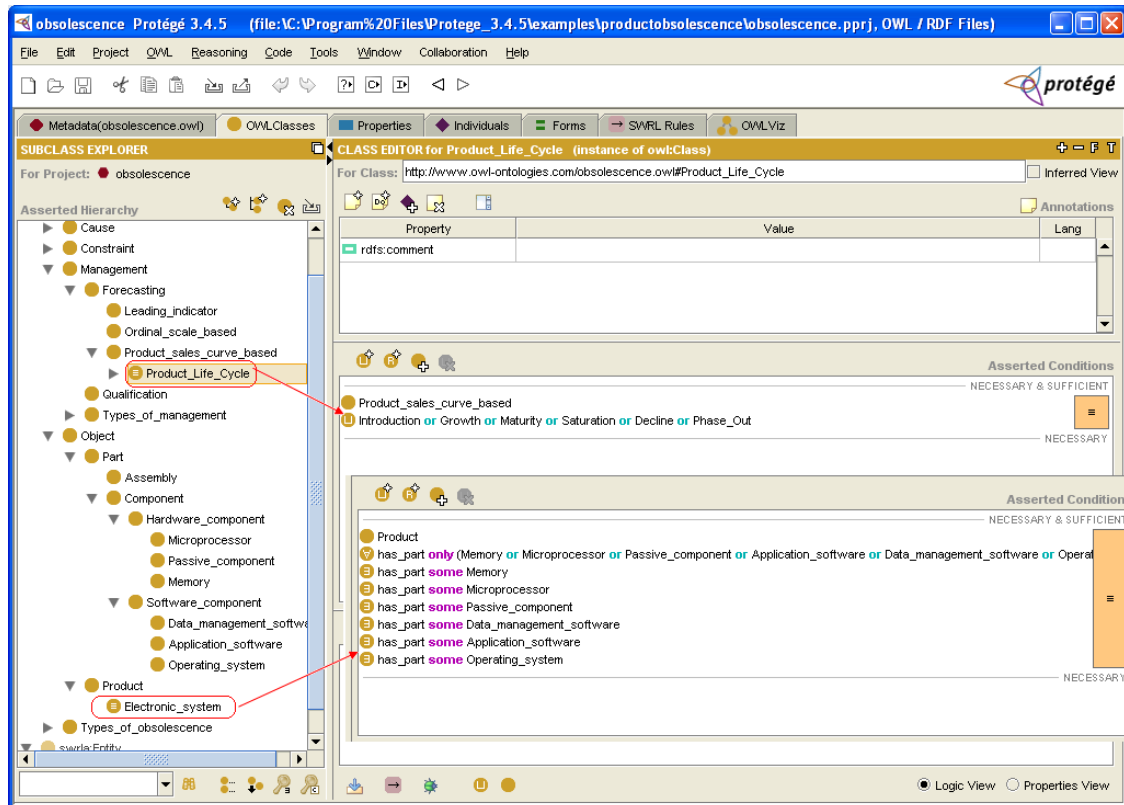 obsolescence Protégé 3.4.5 (file:\C:\Program%20Files\Protege_3.4.5\examples\productobsolescence\obsolescence.pprj, OWL / RDF Files)
File Edit Project OWL Reasoning Code Tools Window Collaboration Help
protégé
Metadata(obsolescence.owl) OWLClasses Properties Individuals Forms SWRL Rules OWLViz
SUBCLASS EXPLORER
For Project: obsolescence
Asserted Hierarchy
Cause
Constraint
Management
Forecasting
Leading_indicator
Ordinal_scale_based
Product_sales_curve_based
Product_Life_Cycle
Qualification
Types_of_management
Object
Part
Assembly
Component
Hardware_component
Microprocessor
Passive_component
Memory
Software_component
Data_management_softwa
Application_software
Operating_system
Product
Electronic_system
Types_of_obsolescence
swrla:Entity
CLASS EDITOR for Product_Life_Cycle (instance of owl:Class)
For Class: http://www.owl-ontologies.com/obsolescence.owl#Product_Life_Cycle Inferred View
Annotations
Property Value Lang
rdfs:comment
Asserted Conditions
NECESSARY & SUFFICIENT
Product_sales_curve_based
Introduction or Growth or Maturity or Saturation or Decline or Phase_Out
NECESSARY
Asserted Condition
NECESSARY & SUFFICIENT
Product
has_part only (Memory or Microprocessor or Passive_component or Application_software or Data_management_software or Operat
has_part some Memory
has_part some Microprocessor
has_part some Passive_component
has_part some Data_management_software
has_part some Application_software
has_part some Operating_system
NECESSARY
Logic View Properties View